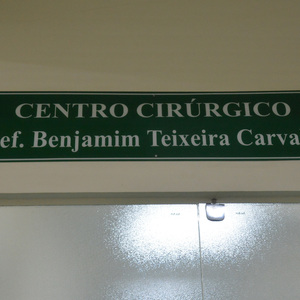 CENTRO CIRÚRGICO
ef. Benjamim Teixeira Carva